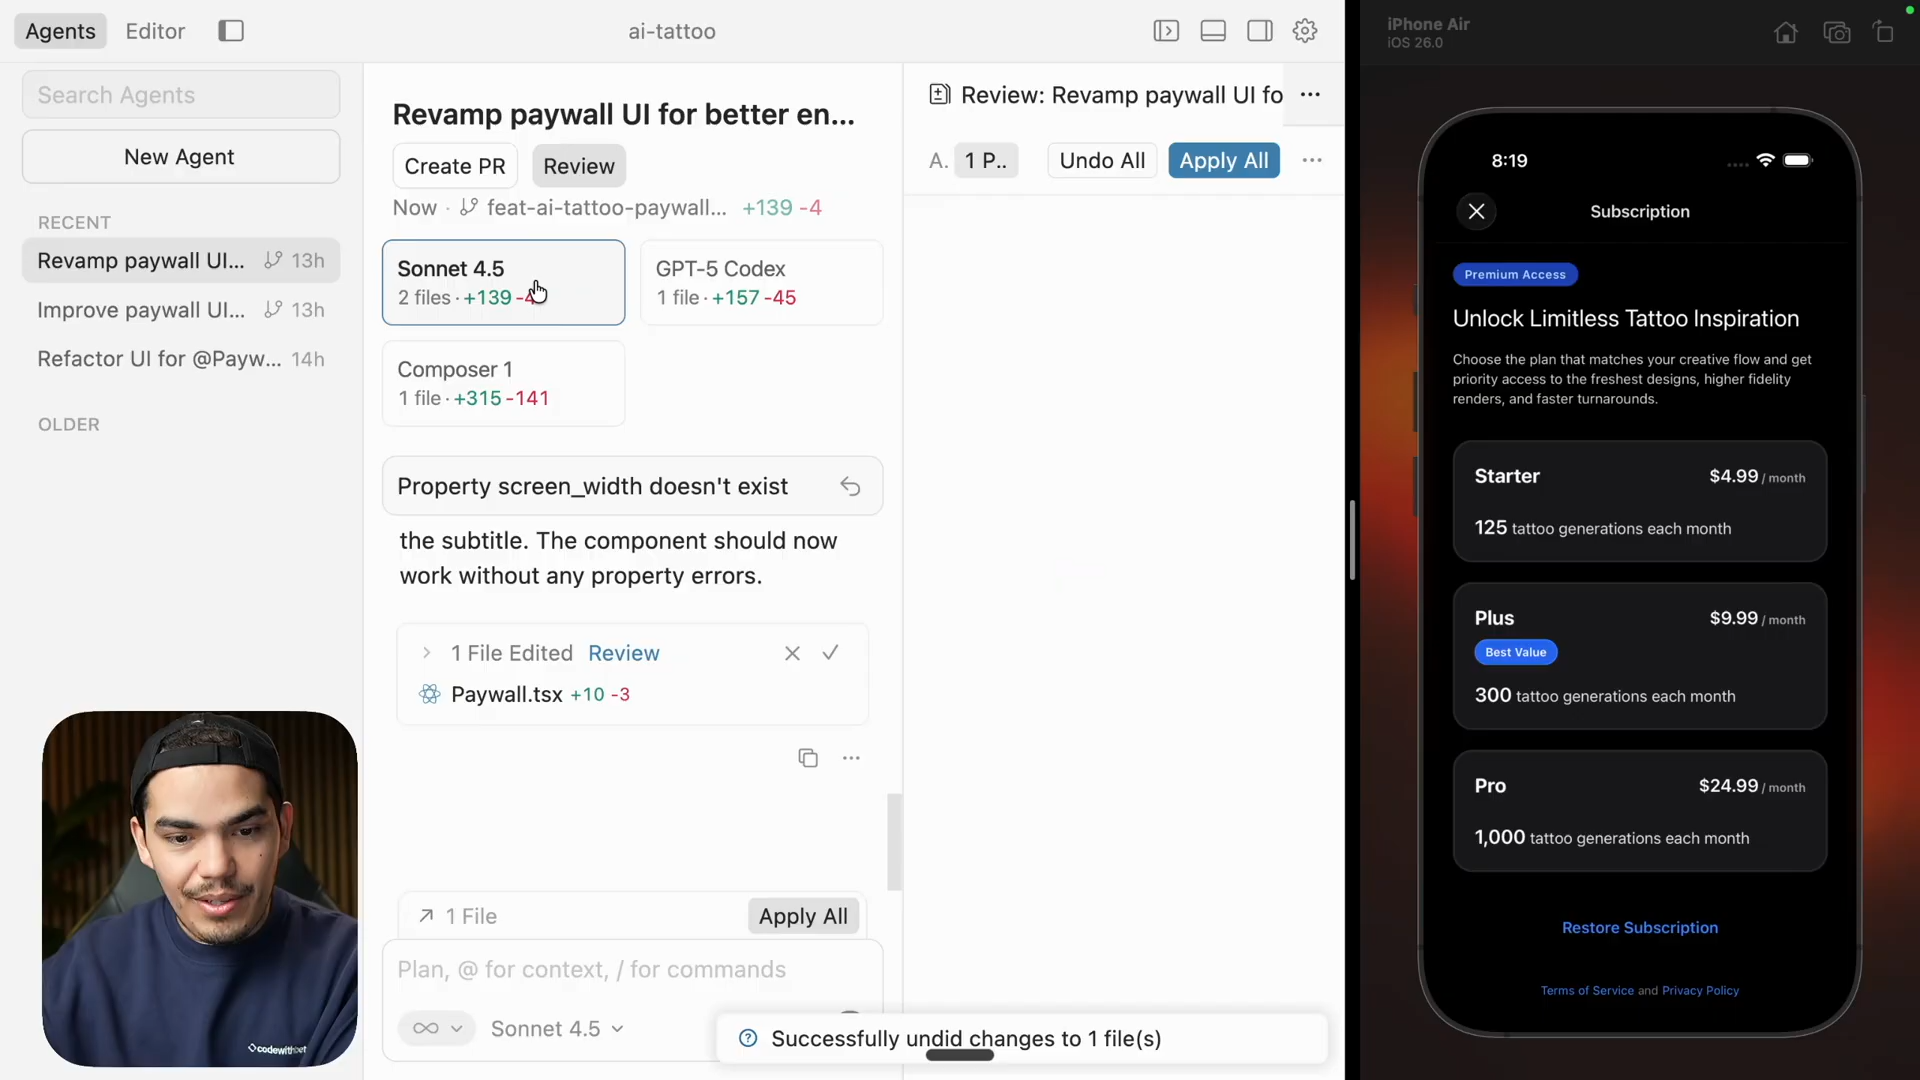 Agents
Editor
ai-tattoo
Search Agents
New Agent
RECENT
Revamp paywall UI... 13h
Improve paywall UI... 13h
Refactor UI for @Payw... 14h
OLDER
codewithbeto
Revamp paywall UI for better en...
Create PR
Review
Now · feat-ai-tattoo-paywall... +139 -4
Sonnet 4.5
2 files · +139 -4
GPT-5 Codex
1 file · +157 -45
Composer 1
1 file · +315 -141
Property screen_width doesn't exist
the subtitle. The component should now
work without any property errors.
1 File Edited Review
Paywall.tsx +10 -3
1 File
Apply All
Plan, @ for context, / for commands
Sonnet 4.5
Review: Revamp paywall UI fo
A. 1 P..
Undo All
Apply All
Successfully undid changes to 1 file(s)
iPhone Air
iOS 26.0
8:19
Subscription
Premium Access
Unlock Limitless Tattoo Inspiration
Choose the plan that matches your creative flow and get
priority access to the freshest designs, higher fidelity
renders, and faster turnarounds.
Starter
$4.99 / month
125 tattoo generations each month
Plus
$9.99 / month
Best Value
300 tattoo generations each month
Pro
$24.99 / month
1,000 tattoo generations each month
Restore Subscription
Terms of Service and Privacy Policy